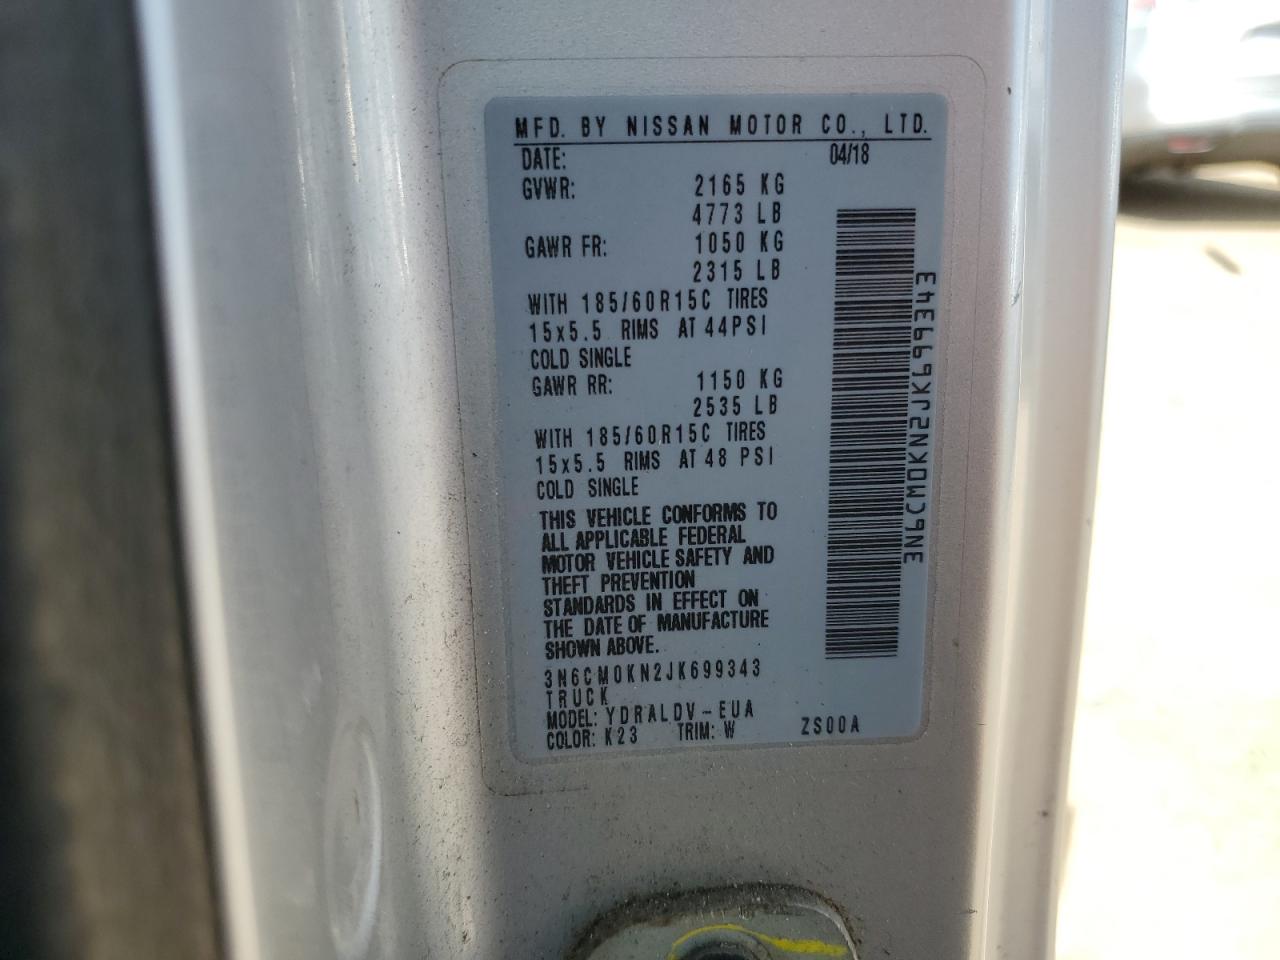 MFD. BY NISSAN MOTOR CO., LTD.
DATE: 04/18
GVWR: 2165 KG
4773 LB
GAWR FR: 1050 KG
2315 LB
WITH 185/60R15C TIRES
15x5.5 RIMS AT 44PSI
COLD SINGLE
GAWR RR: 1150 KG
2535 LB
WITH 185/60R15C TIRES
15x5.5 RIMS AT 48 PSI
COLD SINGLE
THIS VEHICLE CONFORMS TO
ALL APPLICABLE FEDERAL
MOTOR VEHICLE SAFETY AND
THEFT PREVENTION
STANDARDS IN EFFECT ON
THE DATE OF MANUFACTURE
SHOWN ABOVE.
3N6CM0KN2JK699343
TRUCK
MODEL: YDRALDV-EUA
COLOR: K23 TRIM: W ZS00A
3N6CM0KN2JK699343